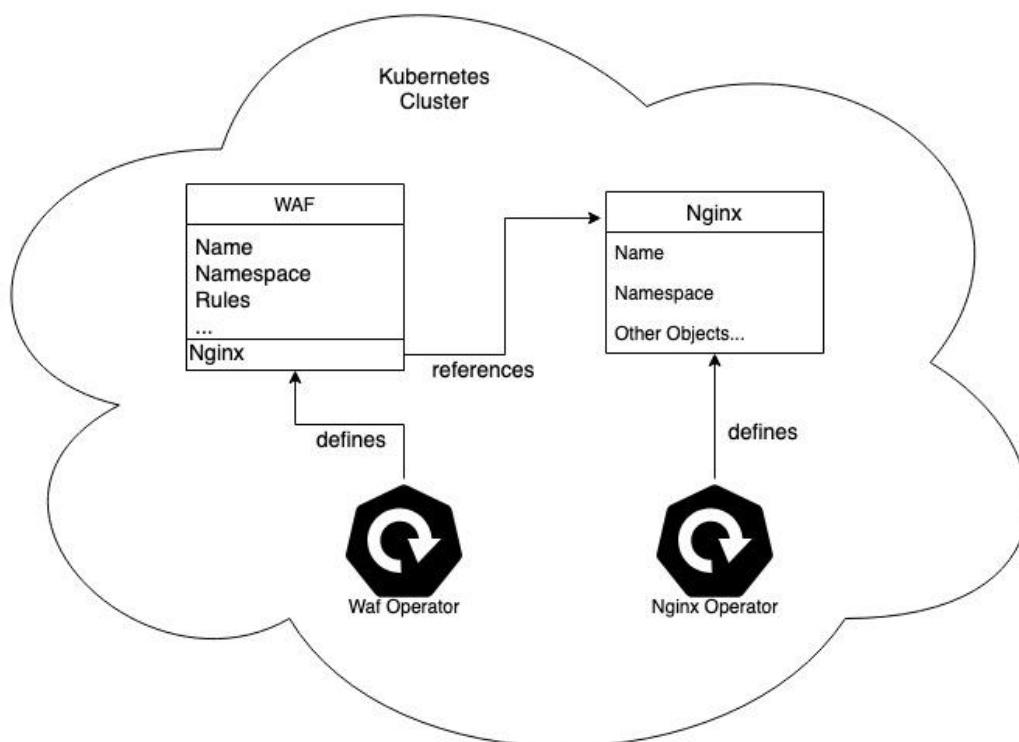 Kubernetes
Cluster
WAF
Name
Namespace
Rules
...
Nginx
references
Nginx
Name
Namespace
Other Objects...
defines
defines
Waf Operator
Nginx Operator